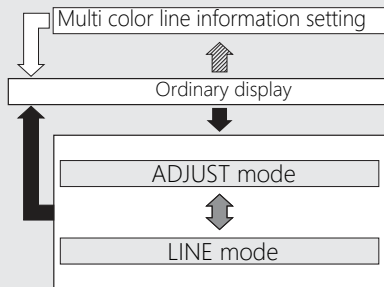 Multi color line information setting
Ordinary display
ADJUST mode
LINE mode